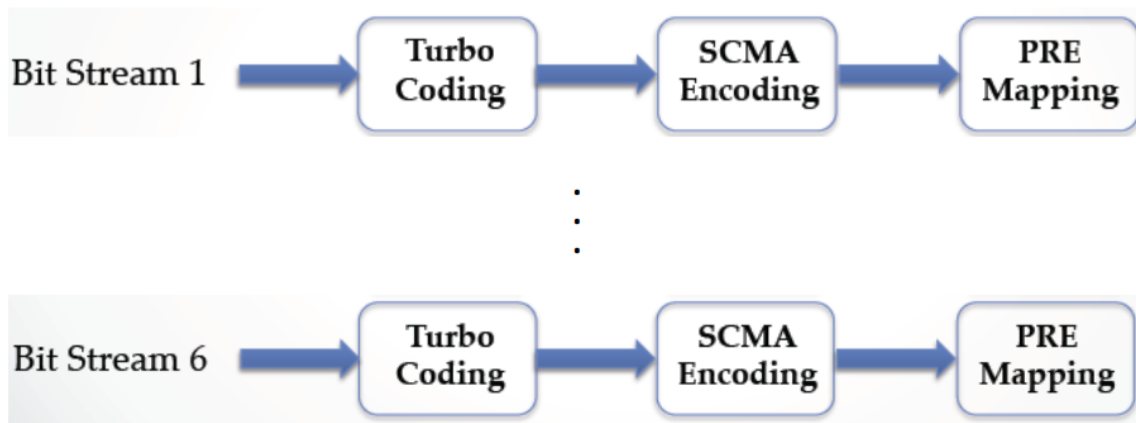 Bit Stream 1
Turbo
Coding
SCMA
Encoding
PRE
Mapping
.
.
.
Bit Stream 6
Turbo
Coding
SCMA
Encoding
PRE
Mapping